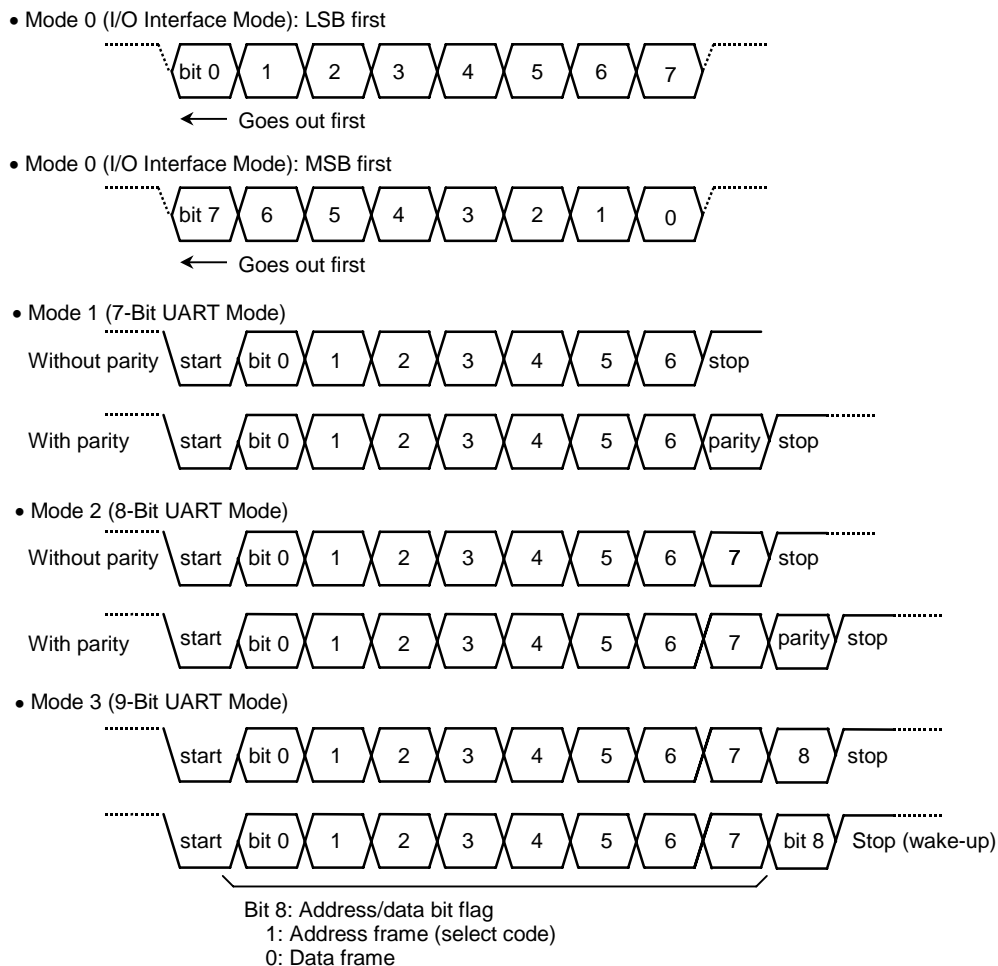 • Mode 0 (I/O Interface Mode): LSB first
bit 0 1 2 3 4 5 6 7
Goes out first
• Mode 0 (I/O Interface Mode): MSB first
bit 7 6 5 4 3 2 1 0
Goes out first
• Mode 1 (7-Bit UART Mode)
Without parity start bit 0 1 2 3 4 5 6 stop
With parity start bit 0 1 2 3 4 5 6 parity stop
• Mode 2 (8-Bit UART Mode)
Without parity start bit 0 1 2 3 4 5 6 7 stop
With parity start bit 0 1 2 3 4 5 6 7 parity stop
• Mode 3 (9-Bit UART Mode)
start bit 0 1 2 3 4 5 6 7 8 stop
start bit 0 1 2 3 4 5 6 7 bit 8 Stop (wake-up)
Bit 8: Address/data bit flag
1: Address frame (select code)
0: Data frame